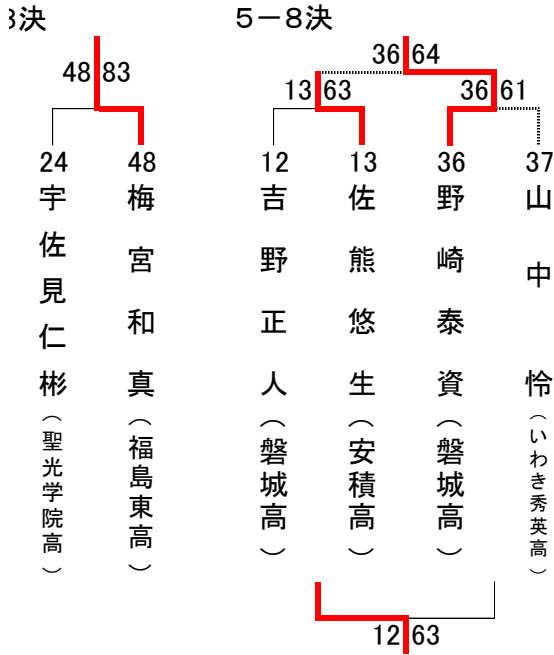 決
5－8決
48 83
36 64
13 63
36 61
24
宇佐見仁彬（聖光学院高）
48
梅宮和真（福島東高）
12
吉野正人（磐城高）
13
佐熊悠生（安積高）
36
野崎泰資（磐城高）
37
山中怜（いわき秀英高）
12 63